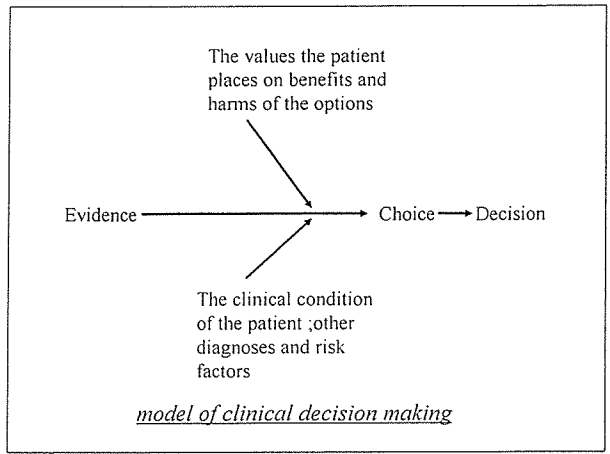 The values the patient
places on benefits and
harms of the options
Evidence
Choice
Decision
The clinical condition
of the patient ;other
diagnoses and risk
factors
model of clinical decision making